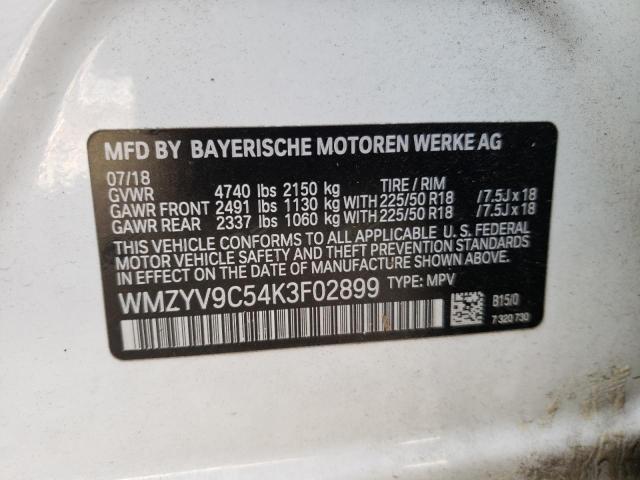 MFD BY BAYERISCHE MOTOREN WERKE AG
07/18 TIRE / RIM
GVWR 4740 lbs 2150 kg
GAWR FRONT 2491 lbs 1130 kg WITH 225/50 R18 /7.5J x 18
GAWR REAR 2337 lbs 1060 kg WITH 225/50 R18 /7.5J x 18
THIS VEHICLE CONFORMS TO ALL APPLICABLE U. S. FEDERAL
MOTOR VEHICLE SAFETY, BUMPER, AND THEFT PREVENTION STANDARDS
IN EFFECT ON THE DATE OF MANUFACTURE SHOWN ABOVE.
WMZYV9C54K3F02899 TYPE: MPV
B15/0
7 320 730